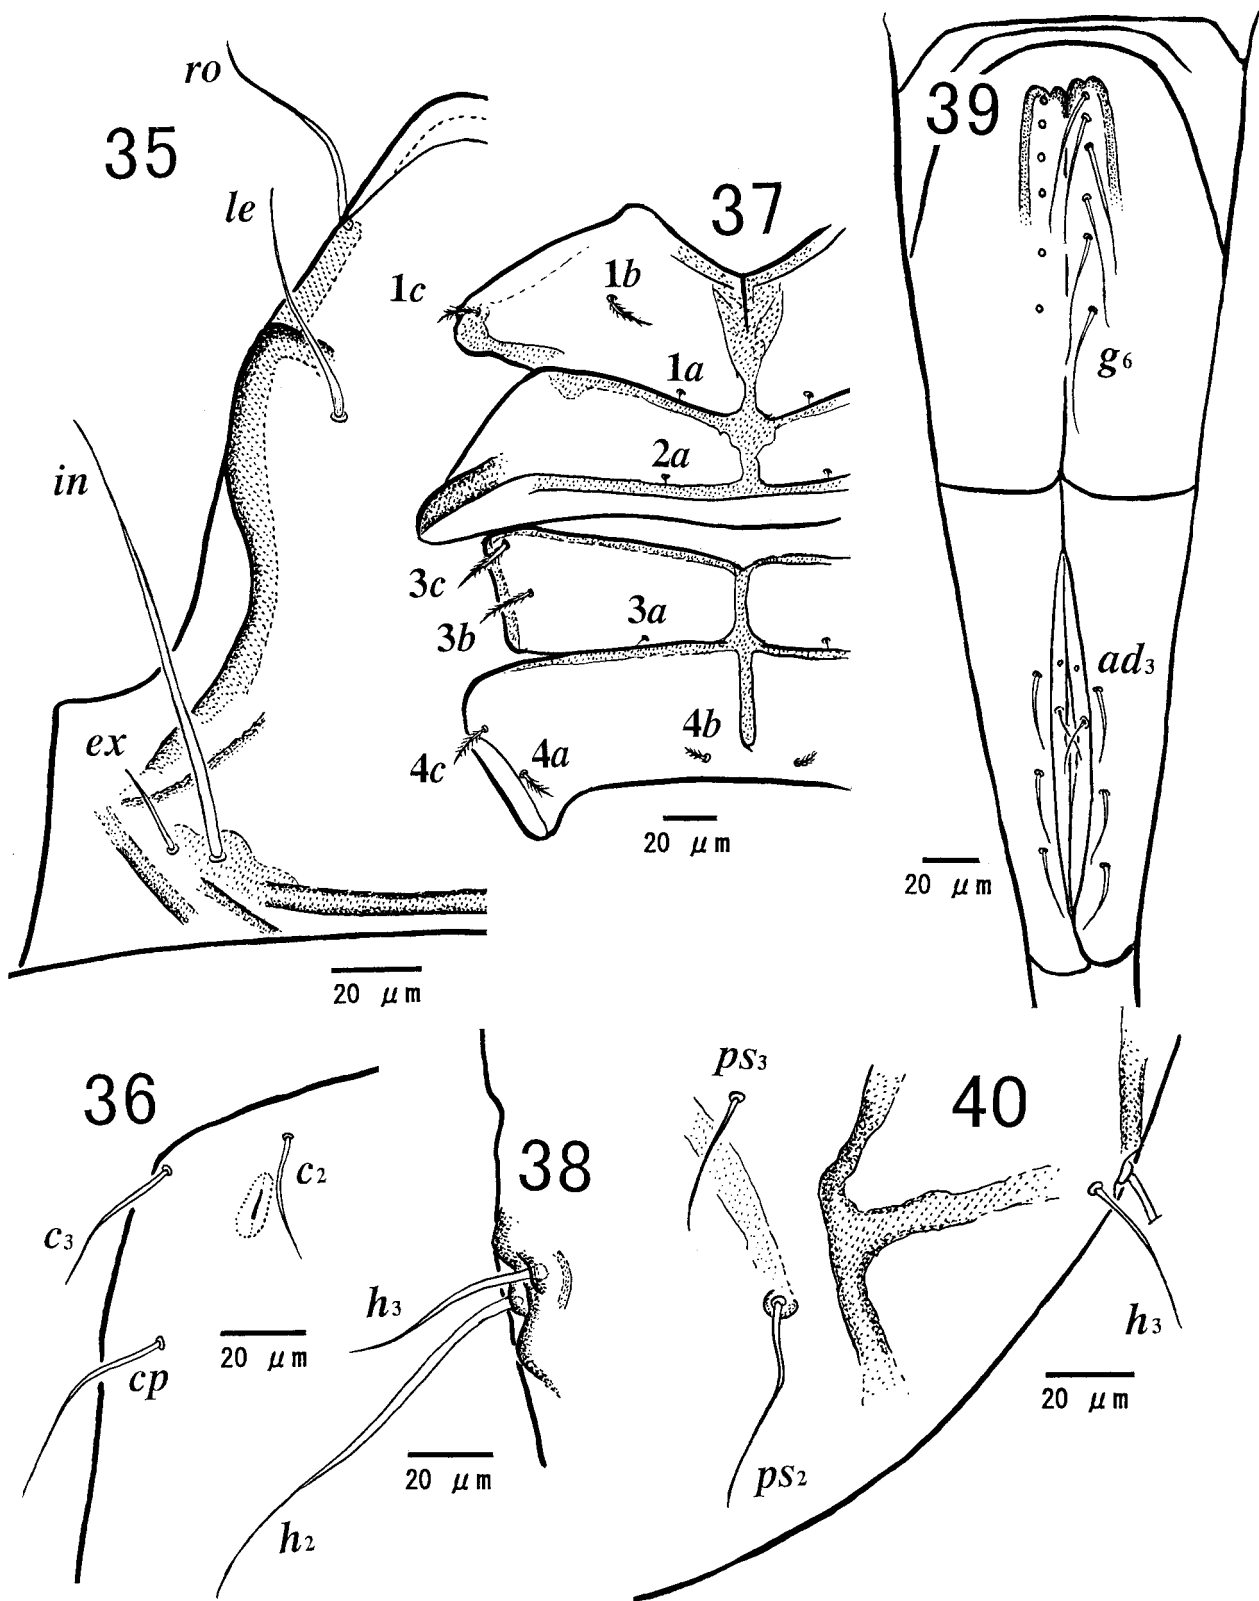 35
ro
le
in
ex
20 μm
37
1c
1b
1a
2a
3c
3b
3a
4c
4a
4b
20 μm
39
g6
ad3
20 μm
36
c3
c2
cp
20 μm
38
h3
h2
20 μm
40
ps3
ps2
h3
20 μm